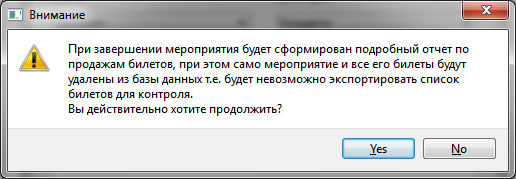 Внимание
При завершении мероприятия будет сформирован подробный отчет по
продажам билетов, при этом само мероприятие и все его билеты будут
удалены из базы данных т.е. будет невозможно экспортировать список
билетов для контроля.
Вы действительно хотите продолжить?
Yes No